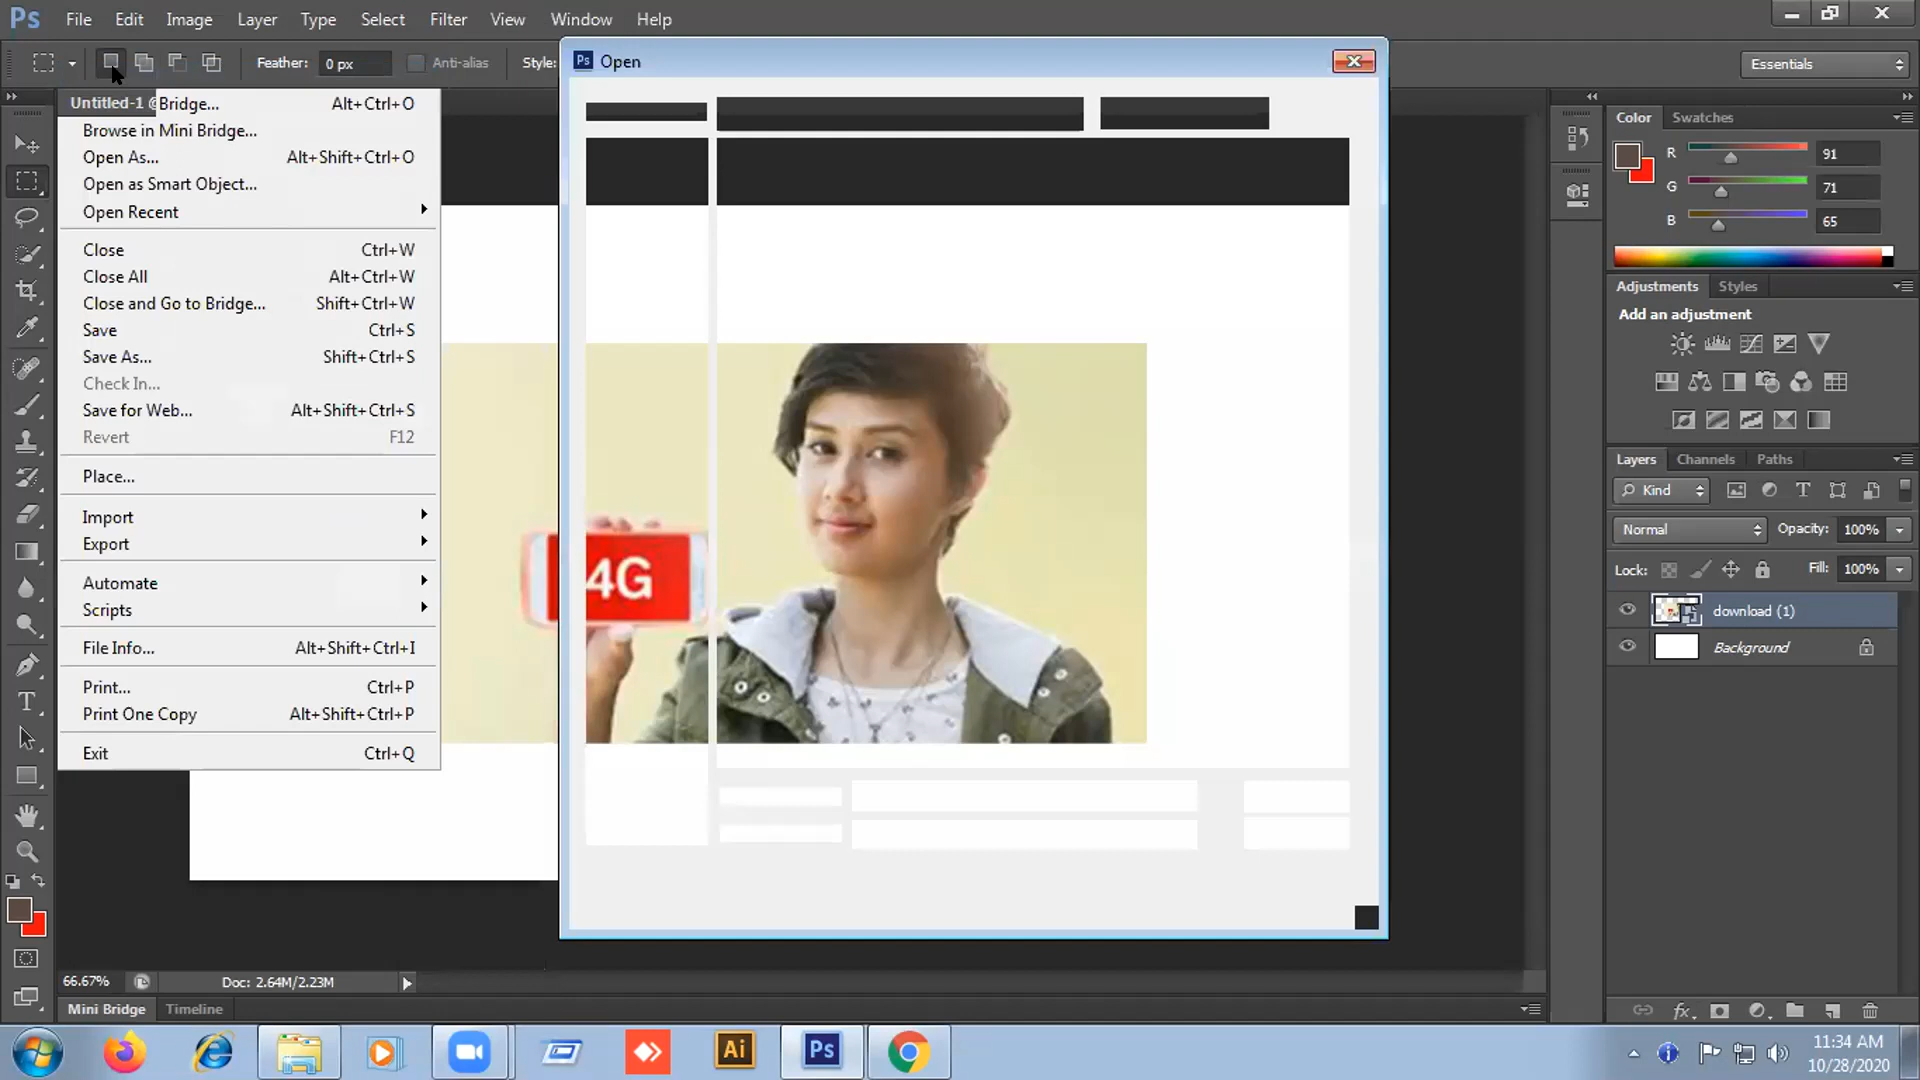 Ps File Edit Image Layer Type Select Filter View Window Help
Feather: 0 px Anti-alias Style: Essentials
Ps Open
Untitled-1 @
Bridge... Alt+Ctrl+O
Browse in Mini Bridge...
Open As... Alt+Shift+Ctrl+O
Open as Smart Object...
Open Recent
Close Ctrl+W
Close All Alt+Ctrl+W
Close and Go to Bridge... Shift+Ctrl+W
Save Ctrl+S
Save As... Shift+Ctrl+S
Check In...
Save for Web... Alt+Shift+Ctrl+S
Revert F12
Place...
Import
Export
Automate
Scripts
File Info... Alt+Shift+Ctrl+I
Print... Ctrl+P
Print One Copy Alt+Shift+Ctrl+P
Exit Ctrl+Q
4G
Color Swatches
R 91
G 71
B 65
Adjustments Styles
Add an adjustment
Layers Channels Paths
Kind
Normal Opacity: 100%
Lock: Fill: 100%
download (1)
Background
66.67% Doc: 2.64M/2.23M
Mini Bridge Timeline
Ai Ps
11:34 AM
10/28/2020